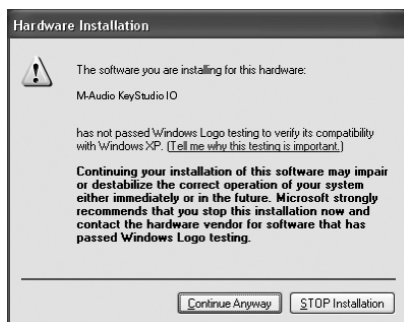 Hardware Installation
The software you are installing for this hardware:
M-Audio KeyStudio IO
has not passed Windows Logo testing to verify its compatibility
with Windows XP. (Tell me why this testing is important.)
Continuing your installation of this software may impair
or destabilize the correct operation of your system
either immediately or in the future. Microsoft strongly
recommends that you stop this installation now and
contact the hardware vendor for software that has
passed Windows Logo testing.
Continue Anyway
STOP Installation